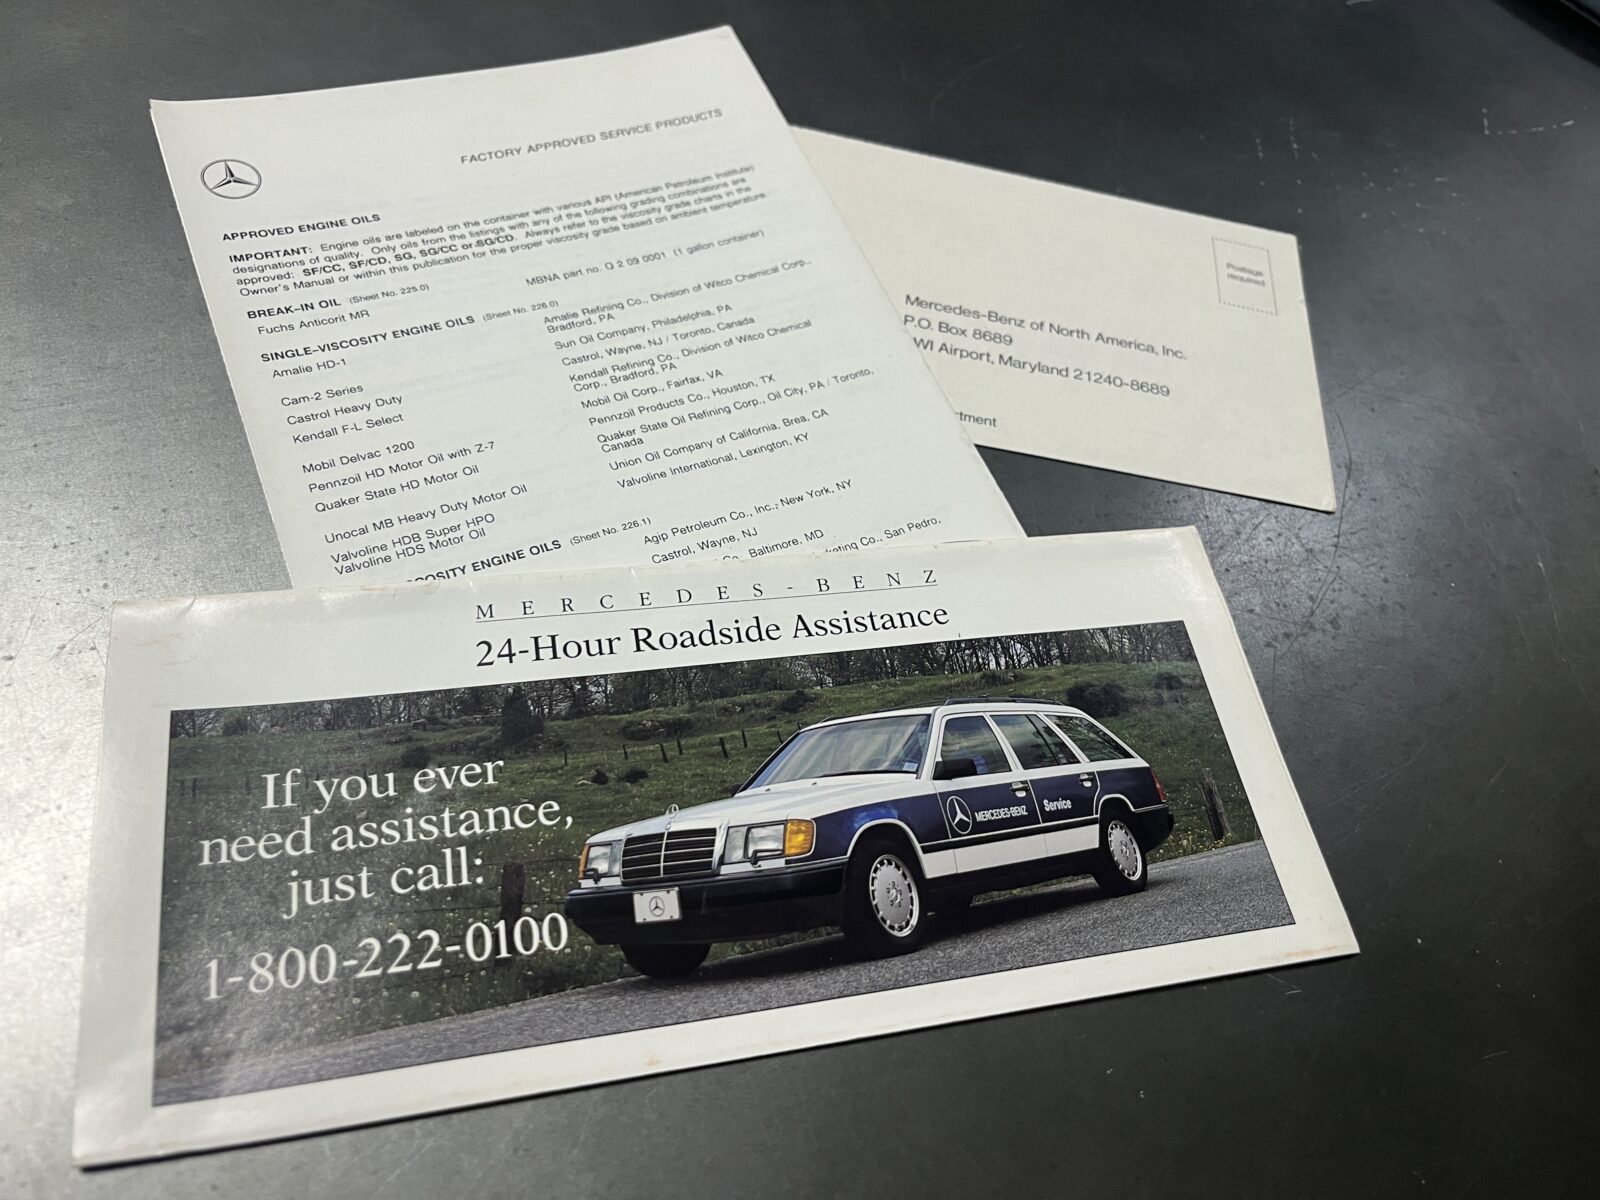 FACTORY APPROVED SERVICE PRODUCTS
APPROVED ENGINE OILS
IMPORTANT: Engine oils are labeled on the container with various API (American Petroleum Institute)
designations of quality. Only oils from the listings with any of the following grading combinations are
approved: SF/CC, SF/CD, SG, SG/CC or SG/CD. Always refer to the viscosity grade charts in the
Owner's Manual or within this publication for the proper viscosity grade based on ambient temperature.
BREAK-IN OIL (Sheet No. 225.0)
Fuchs Anticorit MR MBNA part no. Q 2 09 0001 (1 gallon container)
SINGLE-VISCOSITY ENGINE OILS (Sheet No. 226.0)
Amalie HD-1 Amalie Refining Co., Division of Witco Chemical Corp.,
Bradford, PA
Cam-2 Series Sun Oil Company, Philadelphia, PA
Castrol Heavy Duty Castrol, Wayne, NJ / Toronto, Canada
Kendall F-L Select Kendall Refining Co., Division of Witco Chemical
Corp., Bradford, PA
Mobil Delvac 1200 Mobil Oil Corp., Fairfax, VA
Pennzoil HD Motor Oil with Z-7 Pennzoil Products Co., Houston, TX
Quaker State HD Motor Oil Quaker State Oil Refining Corp., Oil City, PA / Toronto,
Canada
Unocal MB Heavy Duty Motor Oil Union Oil Company of California, Brea, CA
Valvoline HDB Super HPO Valvoline International, Lexington, KY
Valvoline HDS Motor Oil
OSITY ENGINE OILS (Sheet No. 226.1)
Agip Petroleum Co., Inc., New York, NY
Castrol, Wayne, NJ
Co., Baltimore, MD
keting Co., San Pedro,
Postage
required
Mercedes-Benz of North America, Inc.
P.O. Box 8689
WI Airport, Maryland 21240-8689
rtment
MERCEDES-BENZ
24-Hour Roadside Assistance
If you ever
need assistance,
just call:
1-800-222-0100
MERCEDES-BENZ Service